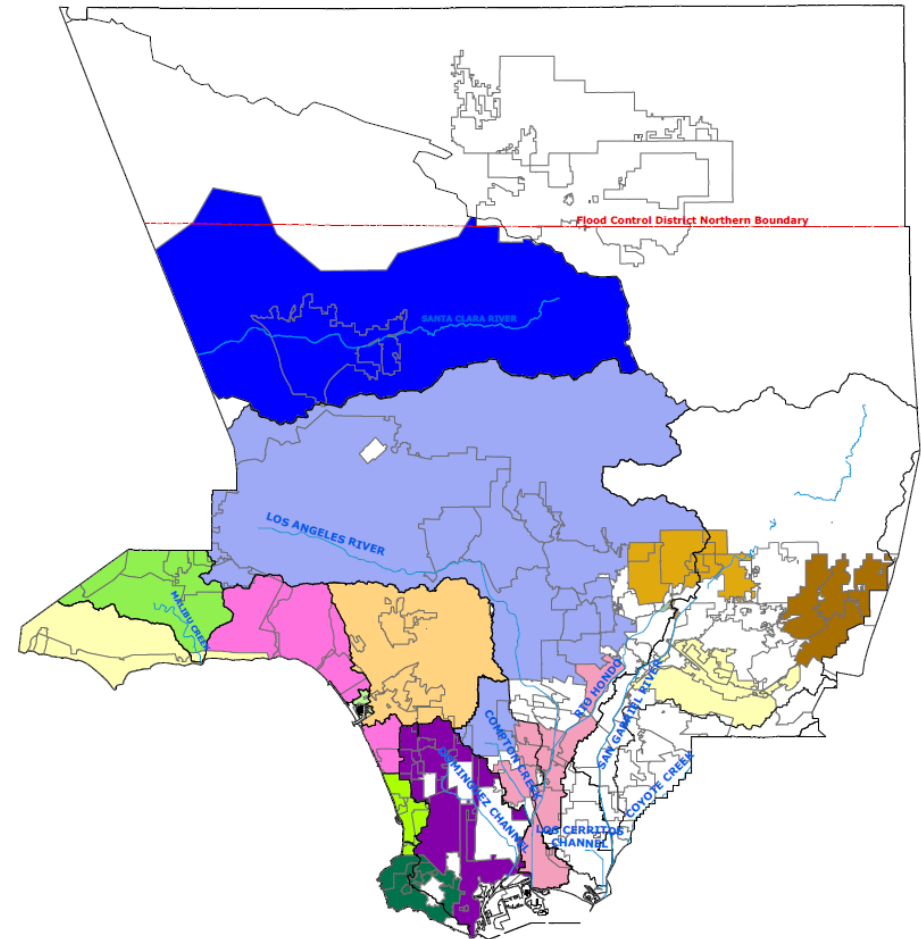 Flood Control District Northern Boundary
SANTA CLARA RIVER
LOS ANGELES RIVER
MALIBU CREEK
RIO HONDO
SAN GABRIEL RIVER
COMPTON CREEK
DOMINGUEZ CHANNEL
COYOTE CREEK
LOS CERRITOS
CHANNEL